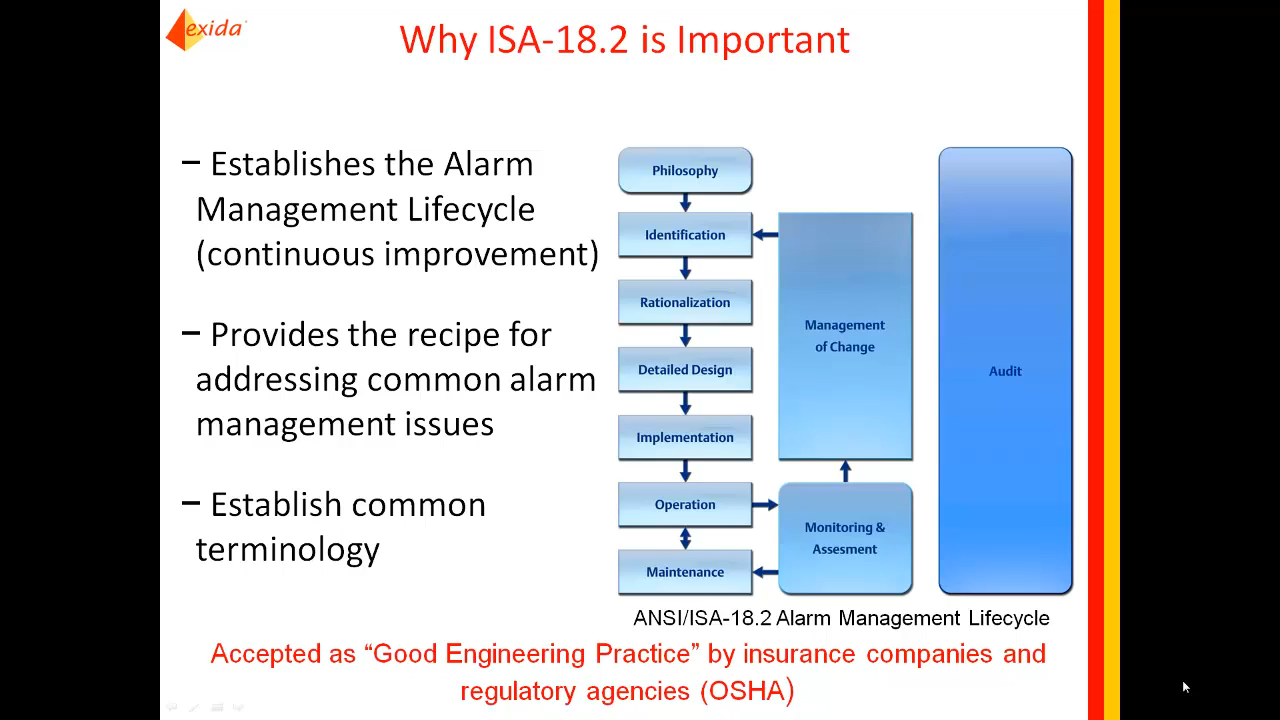 exida
Why ISA-18.2 is Important
– Establishes the Alarm
Management Lifecycle
(continuous improvement)
– Provides the recipe for
addressing common alarm
management issues
– Establish common
terminology
Philosophy
Identification
Rationalization
Detailed Design
Implementation
Operation
Maintenance
Management
of Change
Monitoring &
Assesment
Audit
ANSI/ISA-18.2 Alarm Management Lifecycle
Accepted as “Good Engineering Practice” by insurance companies and
regulatory agencies (OSHA)